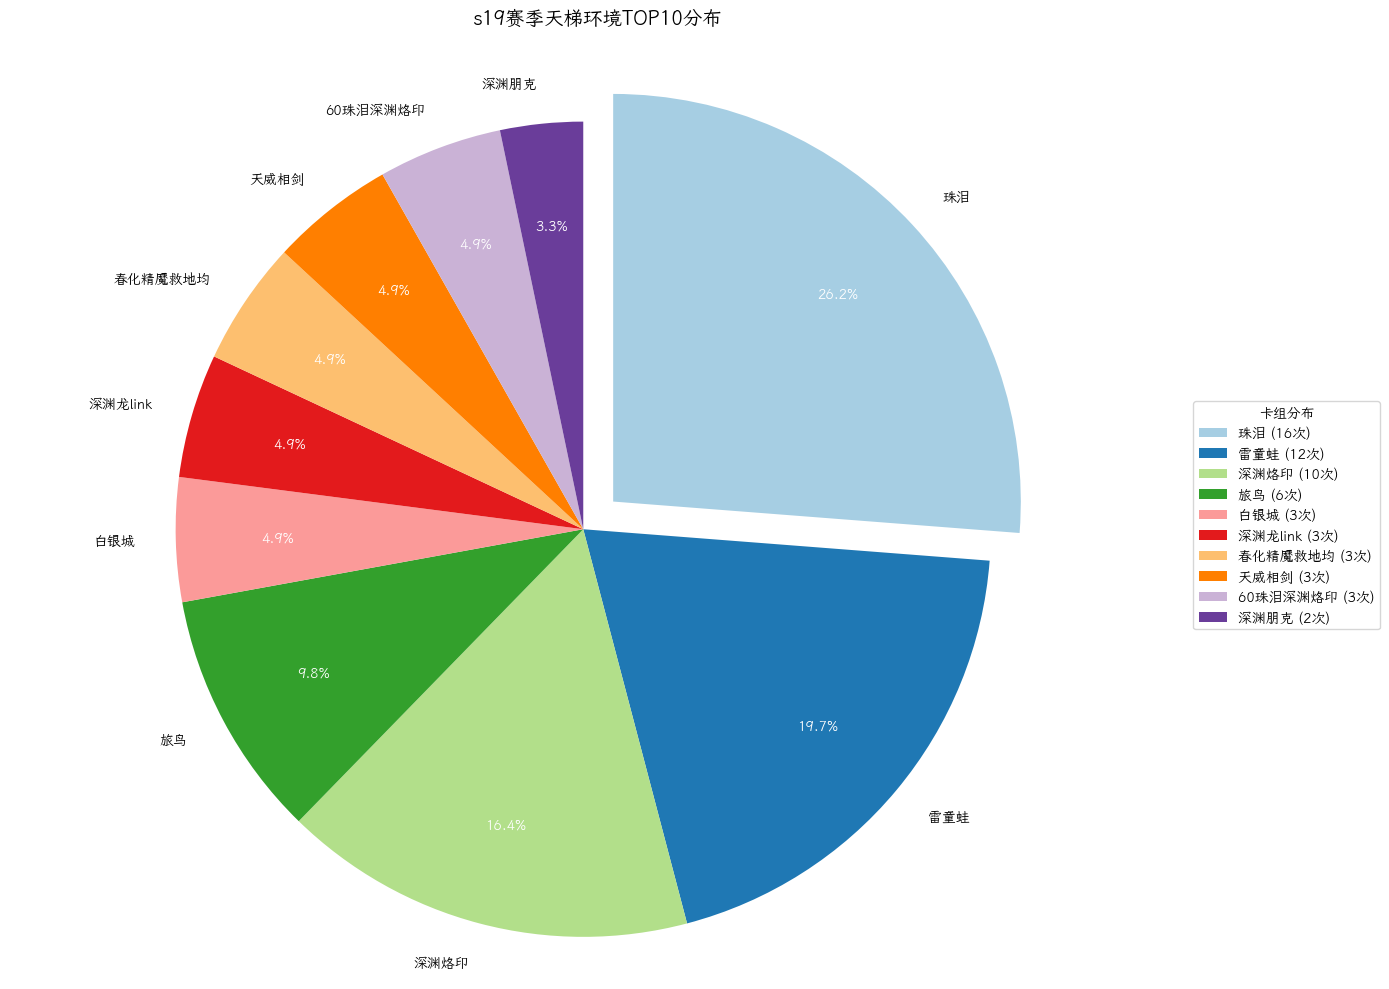 s19赛季天梯环境TOP10分布
深渊朋克
60珠泪深渊烙印
天威相剑
春化精魔救地均
深渊龙link
白银城
旅鸟
深渊烙印
雷童蛙
珠泪
3.3%
4.9%
4.9%
4.9%
4.9%
4.9%
9.8%
16.4%
19.7%
26.2%
卡组分布
珠泪 (16次)
雷童蛙 (12次)
深渊烙印 (10次)
旅鸟 (6次)
白银城 (3次)
深渊龙link (3次)
春化精魔救地均 (3次)
天威相剑 (3次)
60珠泪深渊烙印 (3次)
深渊朋克 (2次)